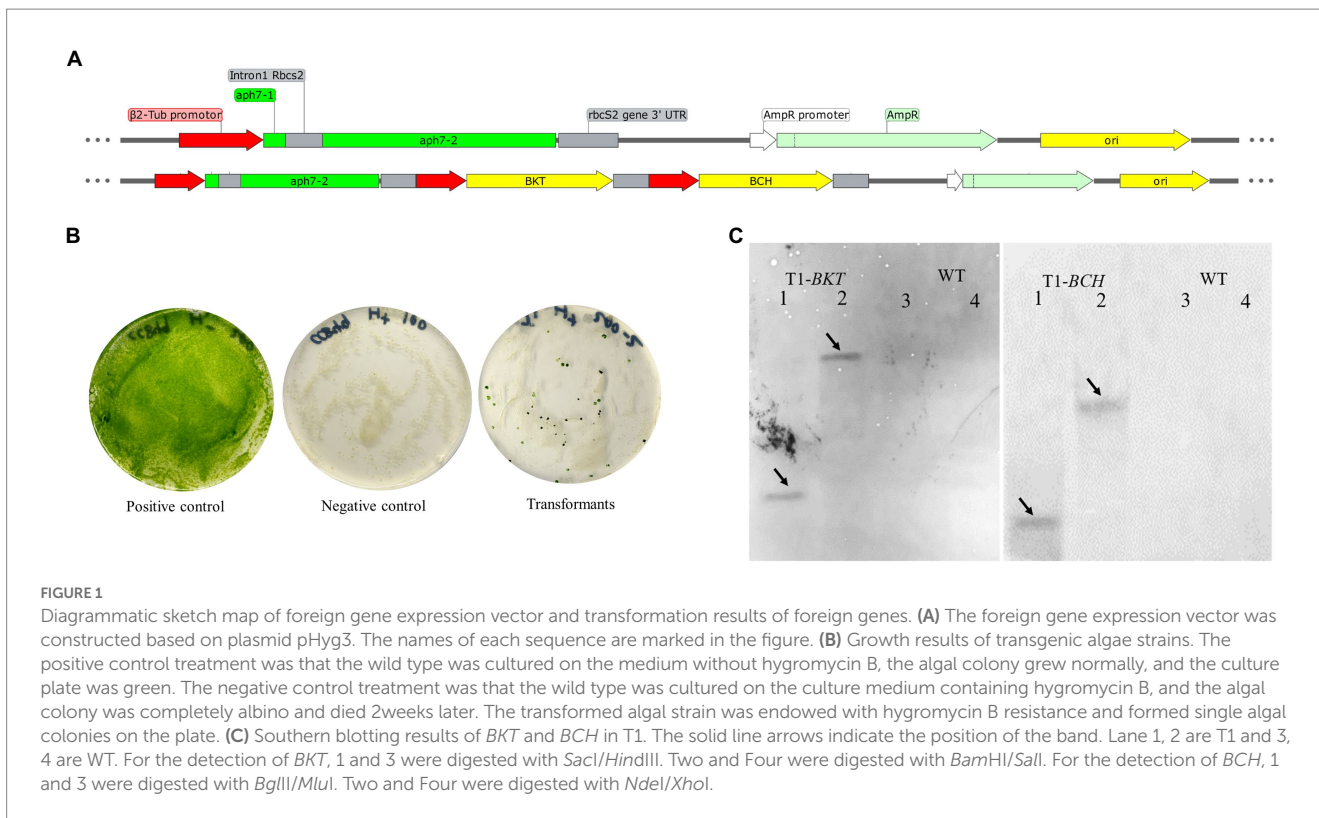 A
Intron1 Rbcs2
aph7-1
β2-Tub promotor
rbcS2 gene 3' UTR
AmpR promoter
AmpR
aph7-2
ori
aph7-2
BKT
BCH
ori
B
Positive control
Negative control
Transformants
C
T1-BKT
WT
1
2
3
4
T1-BCH
WT
1
2
3
4
FIGURE 1
Diagrammatic sketch map of foreign gene expression vector and transformation results of foreign genes. (A) The foreign gene expression vector was
constructed based on plasmid pHyg3. The names of each sequence are marked in the figure. (B) Growth results of transgenic algae strains. The
positive control treatment was that the wild type was cultured on the medium without hygromycin B, the algal colony grew normally, and the culture
plate was green. The negative control treatment was that the wild type was cultured on the culture medium containing hygromycin B, and the algal
colony was completely albino and died 2weeks later. The transformed algal strain was endowed with hygromycin B resistance and formed single algal
colonies on the plate. (C) Southern blotting results of BKT and BCH in T1. The solid line arrows indicate the position of the band. Lane 1, 2 are T1 and 3,
4 are WT. For the detection of BKT, 1 and 3 were digested with SacI/HindIII. Two and Four were digested with BamHI/SalI. For the detection of BCH, 1
and 3 were digested with BglII/MluI. Two and Four were digested with NdeI/XhoI.